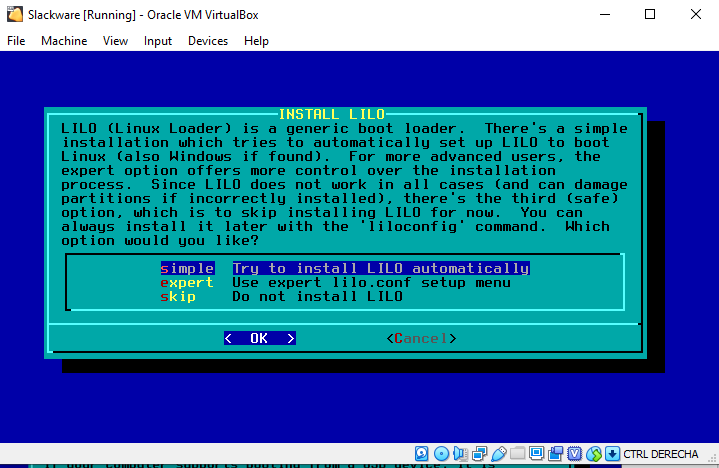 Slackware [Running] - Oracle VM VirtualBox
File Machine View Input Devices Help
INSTALL LILO
LILO (Linux Loader) is a generic boot loader.  There's a simple
installation which tries to automatically set up LILO to boot
Linux (also Windows if found).  For more advanced users, the
expert option offers more control over the installation
process.  Since LILO does not work in all cases (and can damage
partitions if incorrectly installed), there's the third (safe)
option, which is to skip installing LILO for now.  You can
always install it later with the 'liloconfig' command.  Which
option would you like?
simple  Try to install LILO automatically
expert  Use expert lilo.conf setup menu
skip    Do not install LILO
<  OK  > <Cancel>
CTRL DERECHA